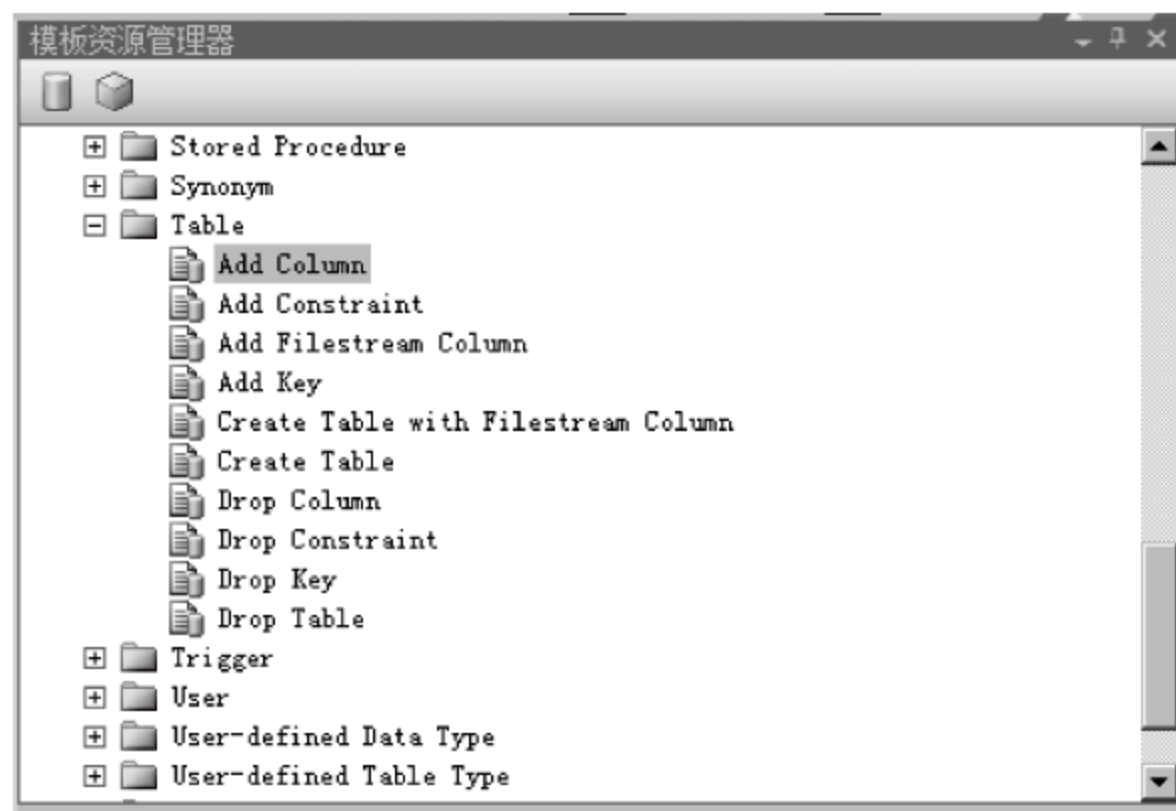 模板资源管理器
Stored Procedure
Synonym
Table
Add Column
Add Constraint
Add Filestream Column
Add Key
Create Table with Filestream Column
Create Table
Drop Column
Drop Constraint
Drop Key
Drop Table
Trigger
User
User-defined Data Type
User-defined Table Type